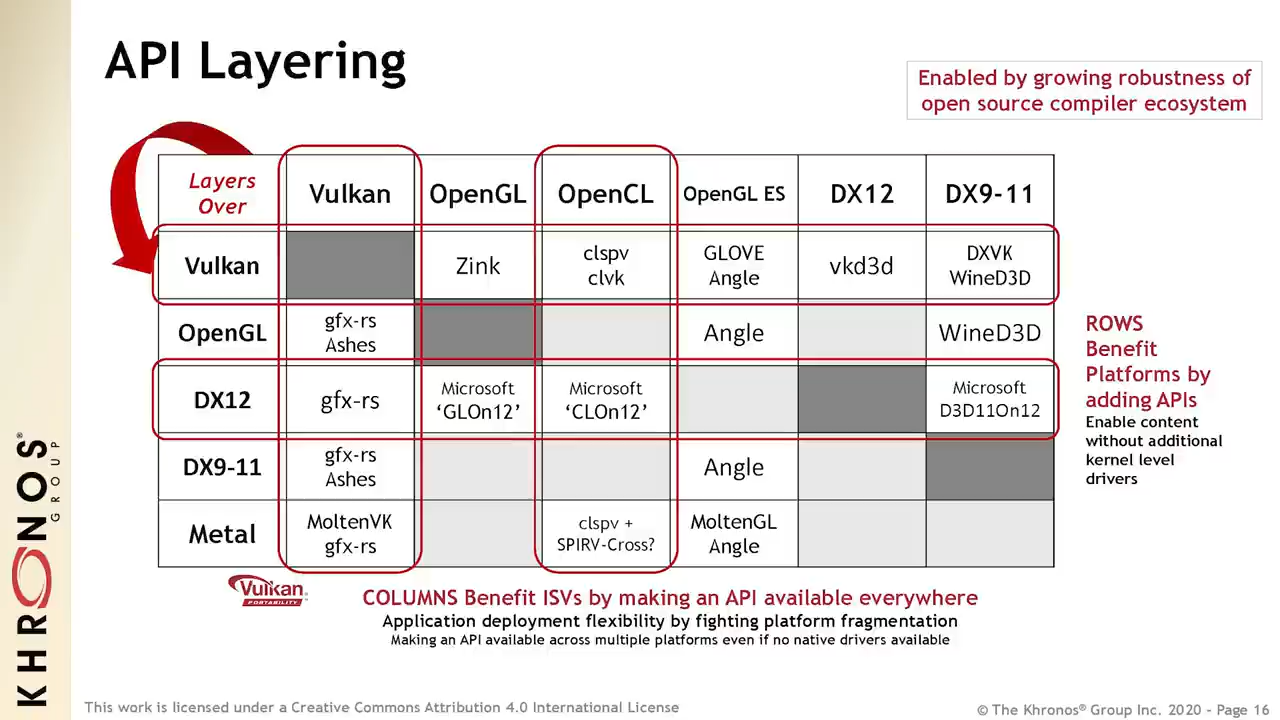 API Layering
Enabled by growing robustness of
open source compiler ecosystem
Layers
Over
Vulkan
OpenGL
OpenCL
OpenGL ES
DX12
DX9-11
Vulkan
Zink
clspv
clvk
GLOVE
Angle
vkd3d
DXVK
WineD3D
OpenGL
gfx-rs
Ashes
Angle
WineD3D
DX12
gfx-rs
Microsoft
‘GLOn12’
Microsoft
‘CLOn12’
Microsoft
D3D11On12
DX9-11
gfx-rs
Ashes
Angle
Metal
MoltenVK
gfx-rs
clspv +
SPIRV-Cross?
MoltenGL
Angle
ROWS
Benefit
Platforms by
adding APIs
Enable content
without additional
kernel level
drivers
Vulkan
PORTABILITY
COLUMNS Benefit ISVs by making an API available everywhere
Application deployment flexibility by fighting platform fragmentation
Making an API available across multiple platforms even if no native drivers available
KHRONOS®
GROUP
This work is licensed under a Creative Commons Attribution 4.0 International License
© The Khronos® Group Inc. 2020 - Page 16